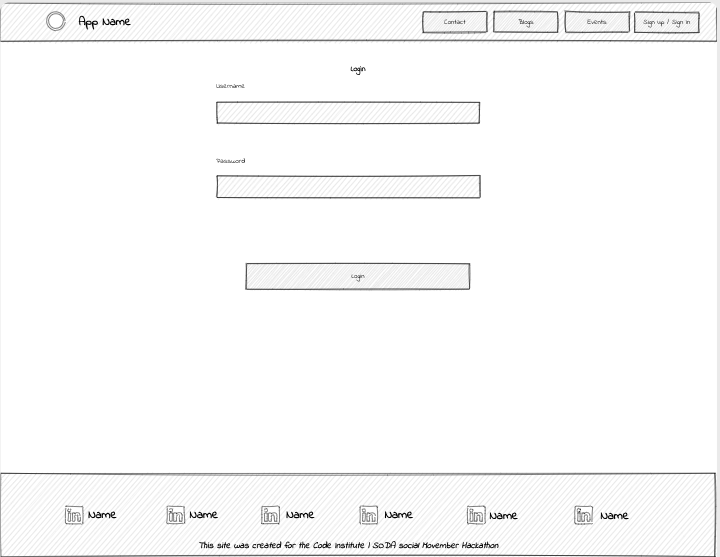 App Name
Contact
Blogs
Events
Sign up / Sign in
Login
Username
Password
Login
in Name
in Name
in Name
in Name
in Name
in Name
This site was created for the Code Institute | SoDA social November Hackathon